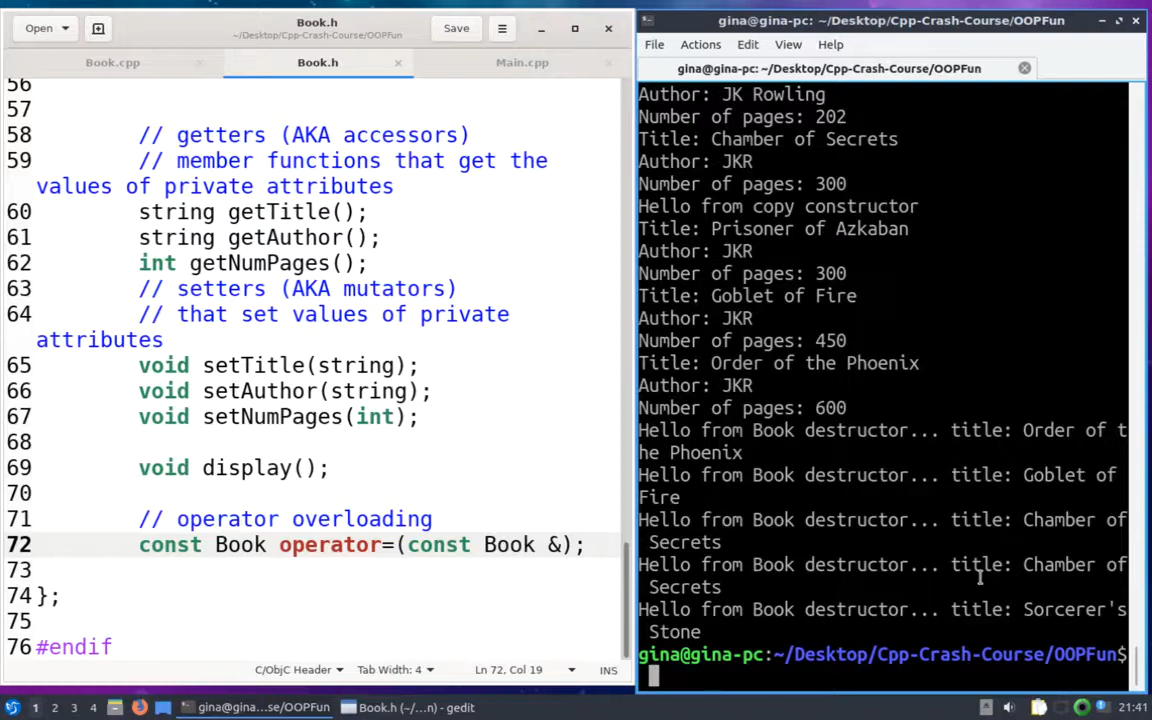 Open
Book.h
~/Desktop/Cpp-Crash-Course/OOPFun
Save
Book.cpp
Book.h
Main.cpp
56
57
58 // getters (AKA accessors)
59 // member functions that get the
values of private attributes
60 string getTitle();
61 string getAuthor();
62 int getNumPages();
63 // setters (AKA mutators)
64 // that set values of private
attributes
65 void setTitle(string);
66 void setAuthor(string);
67 void setNumPages(int);
68
69 void display();
70
71 // operator overloading
72 const Book operator=(const Book &);
73
74 };
75
76 #endif
C/ObjC Header Tab Width: 4 Ln 72, Col 19 INS
gina@gina-pc: ~/Desktop/Cpp-Crash-Course/OOPFun
File Actions Edit View Help
gina@gina-pc: ~/Desktop/Cpp-Crash-Course/OOPFun
Author: JK Rowling
Number of pages: 202
Title: Chamber of Secrets
Author: JKR
Number of pages: 300
Hello from copy constructor
Title: Prisoner of Azkaban
Author: JKR
Number of pages: 300
Title: Goblet of Fire
Author: JKR
Number of pages: 450
Title: Order of the Phoenix
Author: JKR
Number of pages: 600
Hello from Book destructor... title: Order of t
he Phoenix
Hello from Book destructor... title: Goblet of
Fire
Hello from Book destructor... title: Chamber of
Secrets
Hello from Book destructor... title: Chamber of
Secrets
Hello from Book destructor... title: Sorcerer's
Stone
gina@gina-pc:~/Desktop/Cpp-Crash-Course/OOPFun$
1 2 3 4 gina@gina-pc: ...se/OOPFun Book.h (~/...n) - gedit 21:41